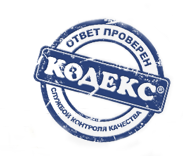 ОТВЕТ ПРОВЕРЕН
КОДЕКС®
СЛУЖБОЙ КОНТРОЛЯ КАЧЕСТВА